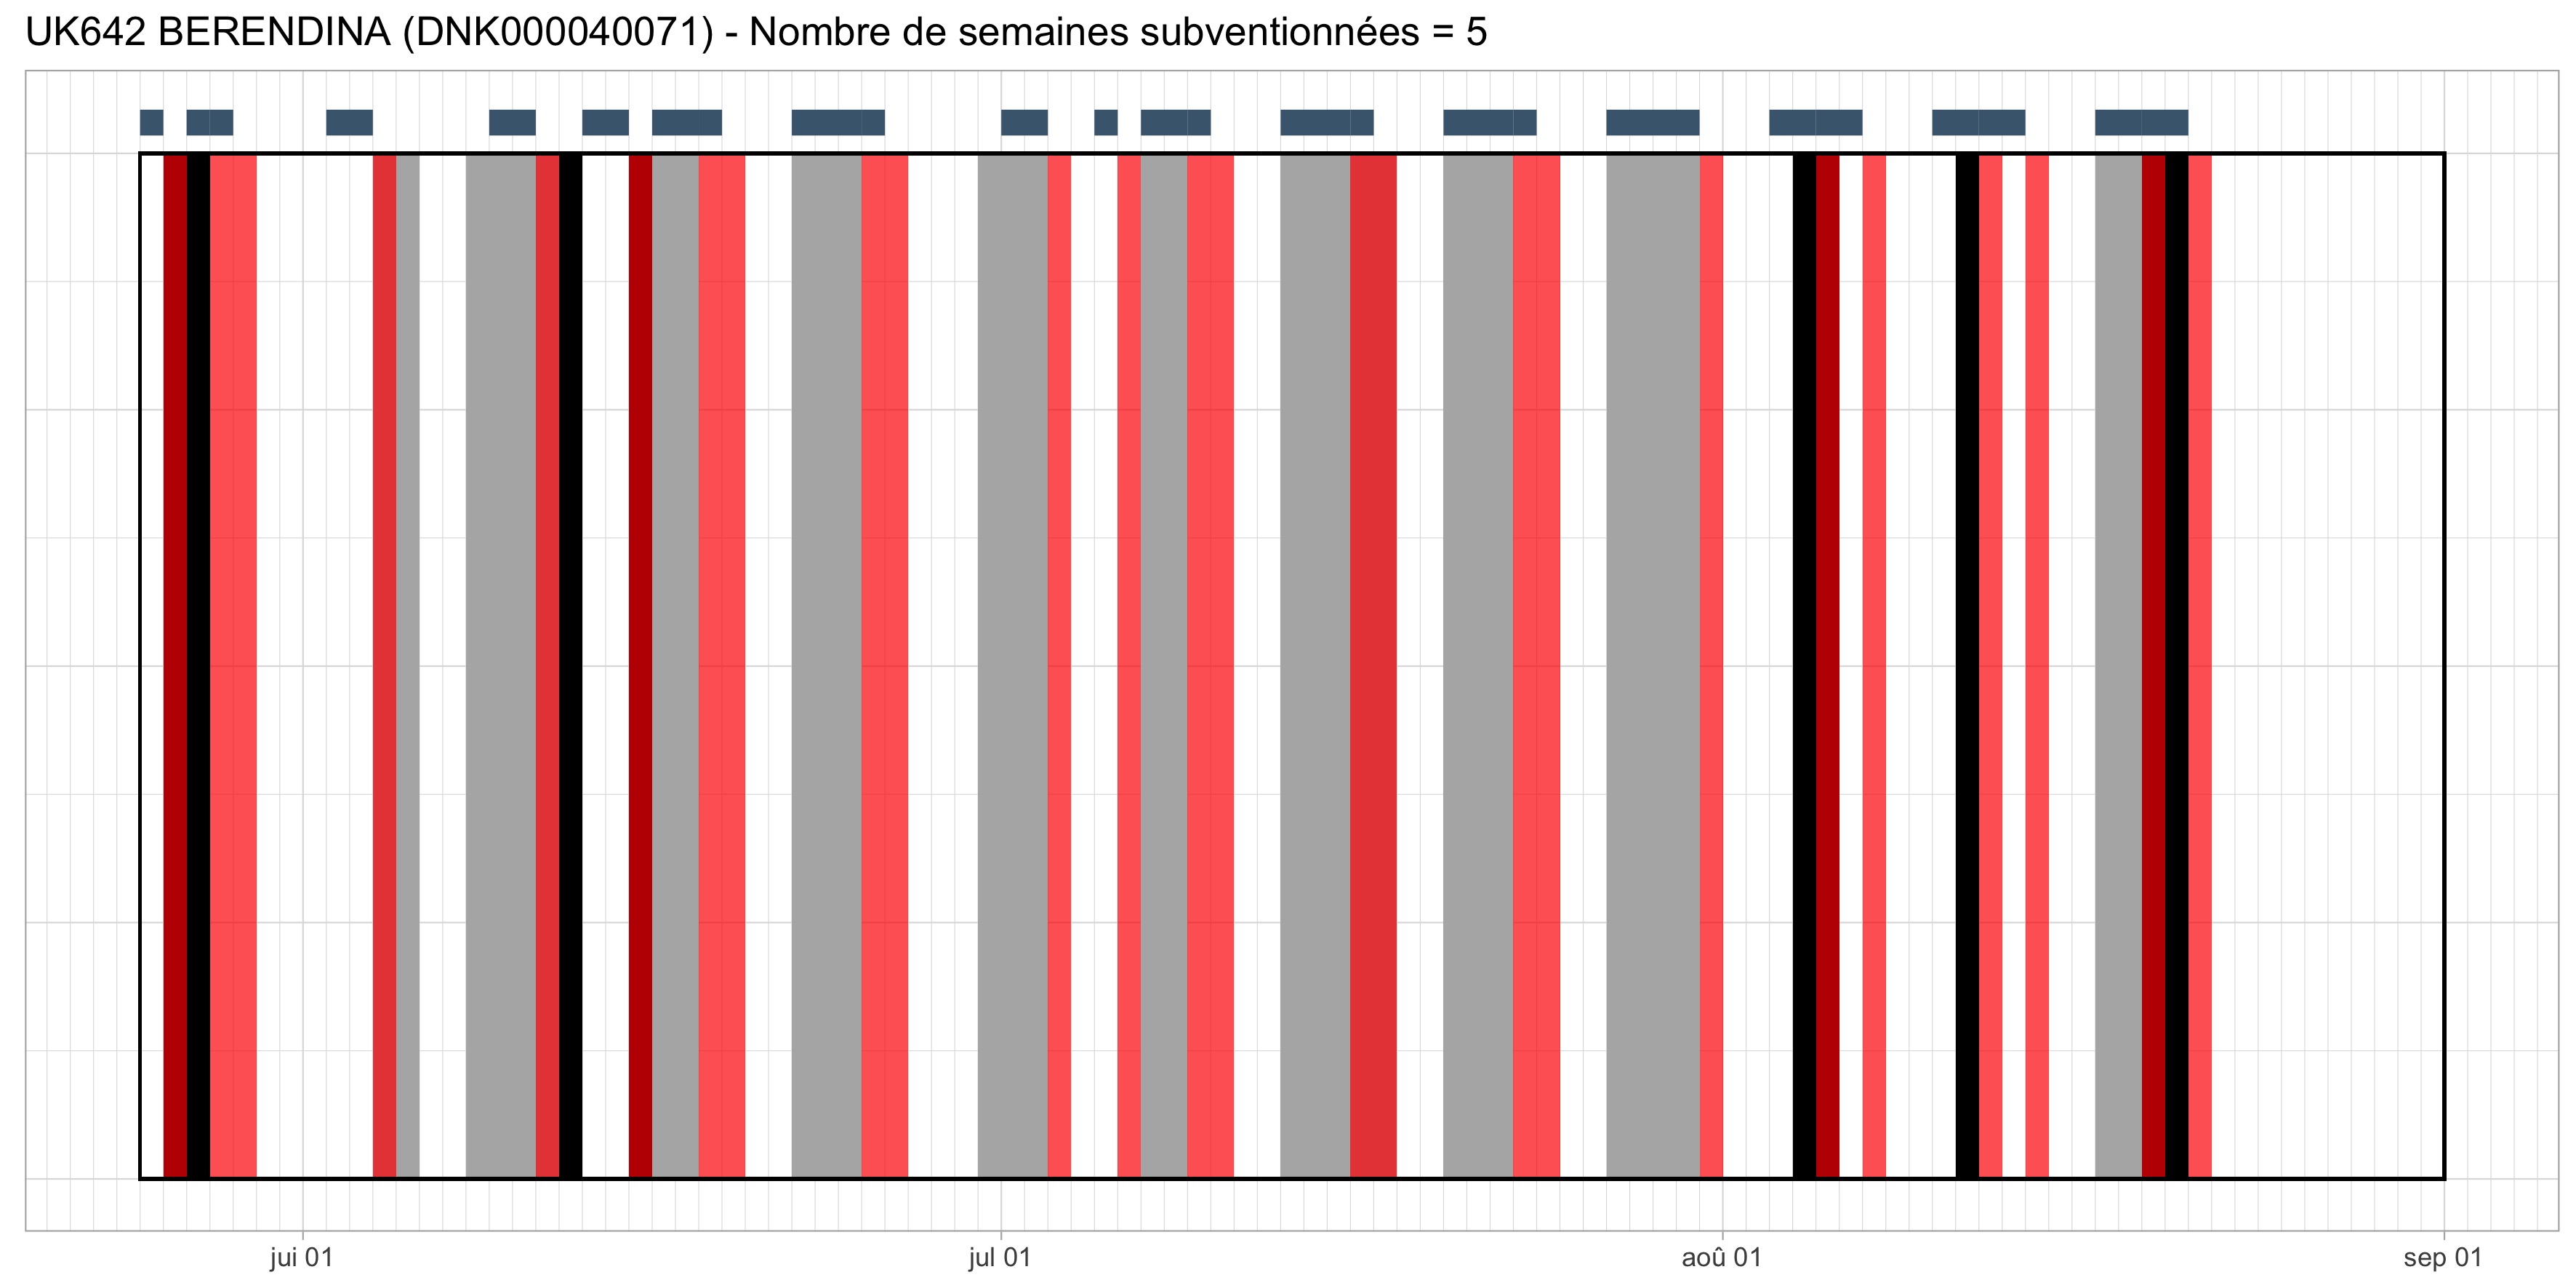 UK642 BERENDINA (DNK000040071) - Nombre de semaines subventionnées = 5
jui 01
jul 01
aoû 01
sep 01